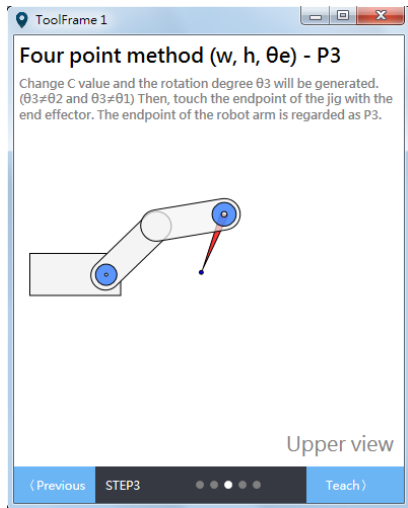 ToolFrame 1
Four point method (w, h, θe) - P3
Change C value and the rotation degree θ3 will be generated.
(θ3≠θ2 and θ3≠θ1) Then, touch the endpoint of the jig with the
end effector. The endpoint of the robot arm is regarded as P3.
Upper view
〈Previous STEP3 Teach〉